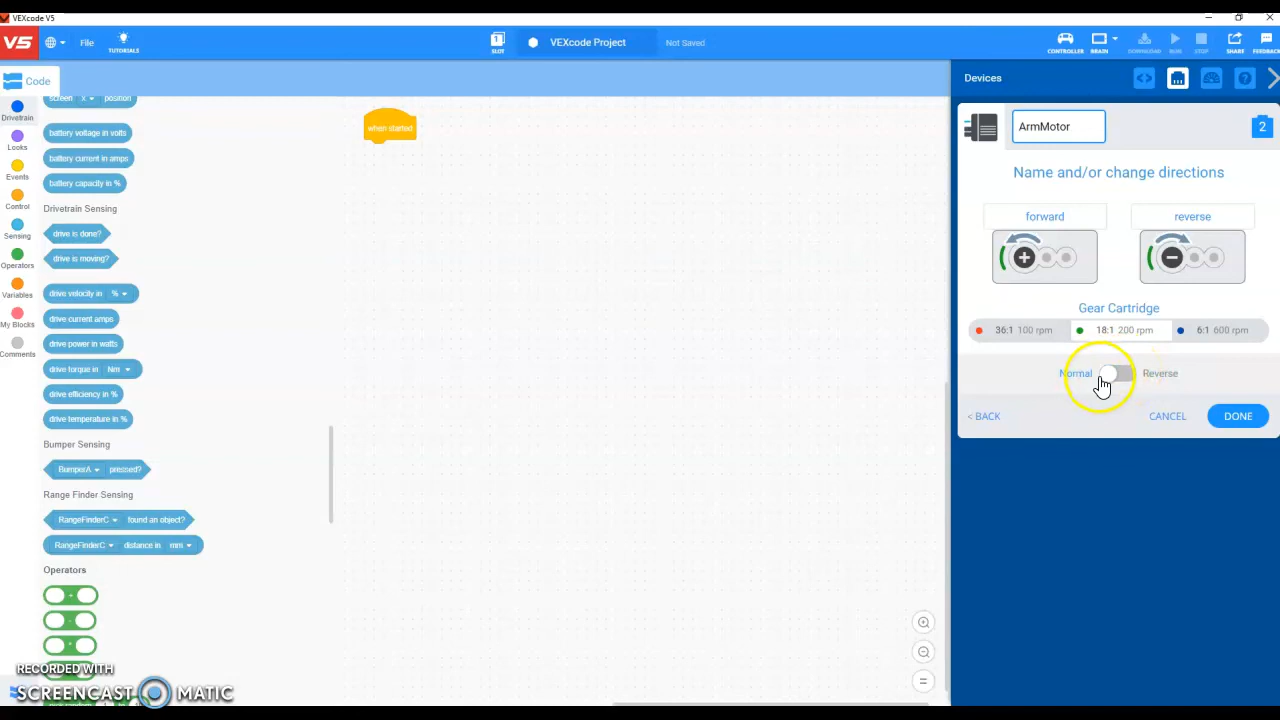 VEXcode V5
V5
File
TUTORIALS
1
SLOT
VEXcode Project
Not Saved
CONTROLLER
BRAIN
DOWNLOAD
RUN
STOP
SHARE
FEEDBACK
Code
Devices
Drivetrain
Looks
Events
Control
Sensing
Operators
Variables
My Blocks
Comments
screen x position
battery voltage in volts
battery current in amps
battery capacity in %
Drivetrain Sensing
drive is done?
drive is moving?
drive velocity in %
drive current amps
drive power in watts
drive torque in Nm
drive efficiency in %
drive temperature in %
Bumper Sensing
BumperA pressed?
Range Finder Sensing
RangeFinderC found an object?
RangeFinderC distance in mm
Operators
+
-
*
when started
ArmMotor
2
Name and/or change directions
forward
reverse
+
−
Gear Cartridge
36:1 100 rpm
18:1 200 rpm
6:1 600 rpm
Normal
Reverse
< BACK
CANCEL
DONE
RECORDED WITH
SCREENCAST MATIC